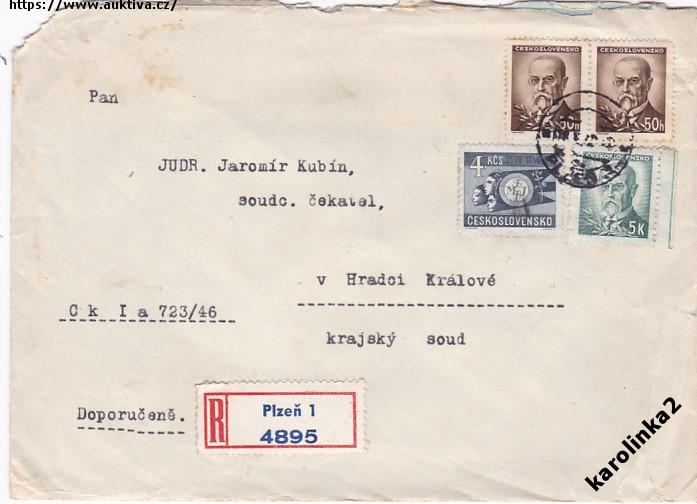 https://www.auktiva.cz/
ČESKOSLOVENSKO
ČESKOSLOVENSKO
50h
50h
Pan
JUDR. Jaromír Kubín,
soudc. čekatel,
4 KČS
ČESKOSLOVENSKO
ČESKOSLOVENSKO
5K
v Hradci Králové
C k I a 723/46
krajský soud
Doporučeně.
R
Plzeň 1
4895
karolinka2